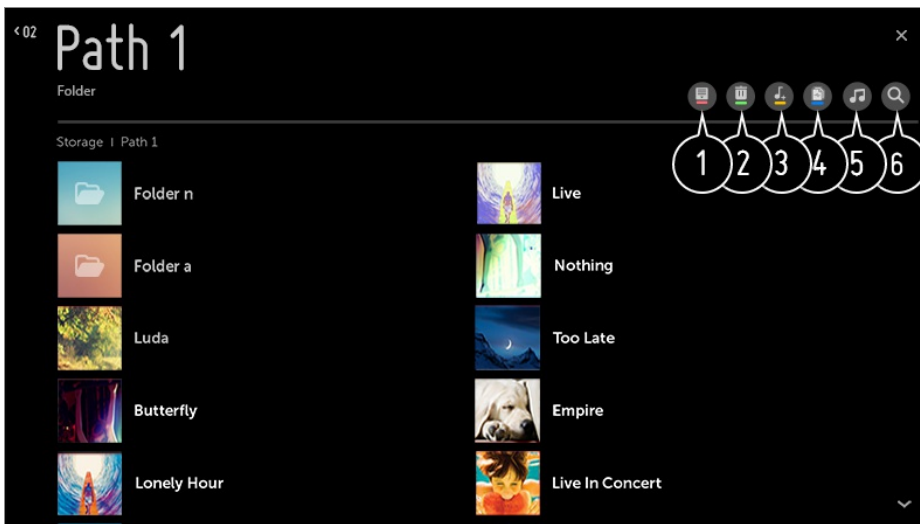 02
Path 1
Folder
1 2 3 4 5 6
Storage | Path 1
Folder n
Live
Folder a
Nothing
Luda
Too Late
Butterfly
Empire
Lonely Hour
Live In Concert